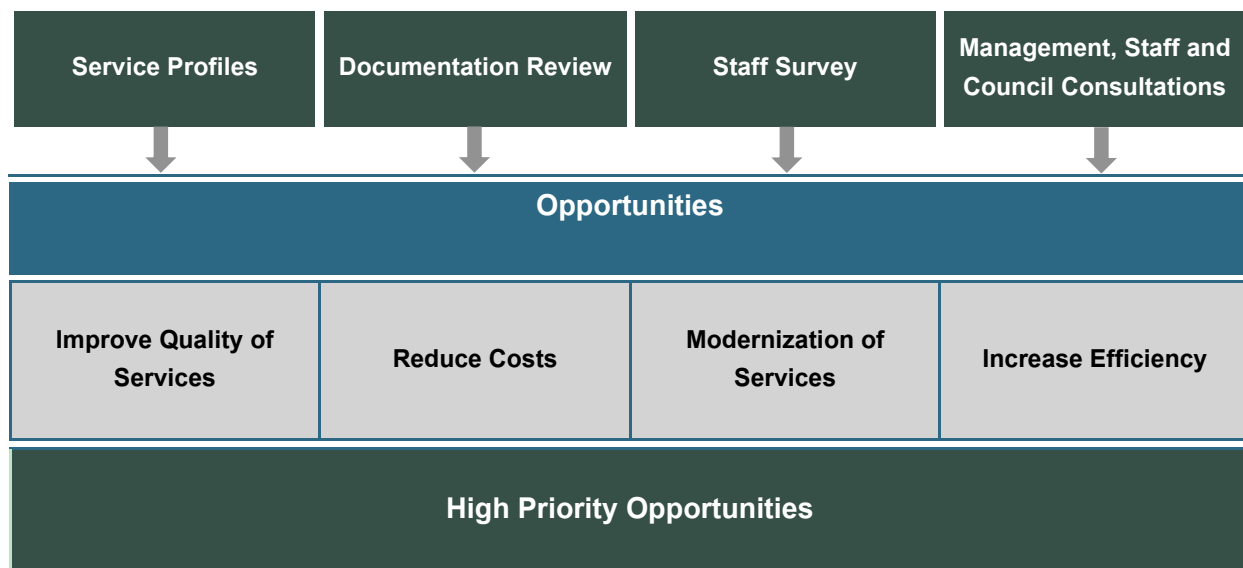 Service Profiles
Documentation Review
Staff Survey
Management, Staff and
Council Consultations
Opportunities
Improve Quality of
Services
Reduce Costs
Modernization of
Services
Increase Efficiency
High Priority Opportunities